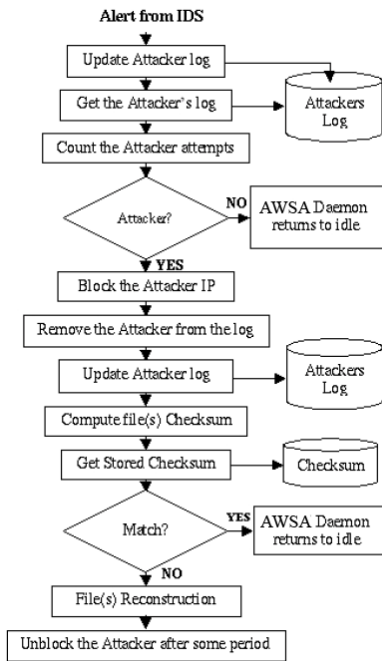 Alert from IDS
Update Attacker log
Get the Attacker's log
Attackers
Log
Count the Attacker attempts
Attacker?
NO
AWSA Daemon
returns to idle
YES
Block the Attacker IP
Remove the Attacker from the log
Update Attacker log
Attackers
Log
Compute file(s) Checksum
Get Stored Checksum
Checksum
Match?
YES
AWSA Daemon
returns to idle
NO
File(s) Reconstruction
Unblock the Attacker after some period